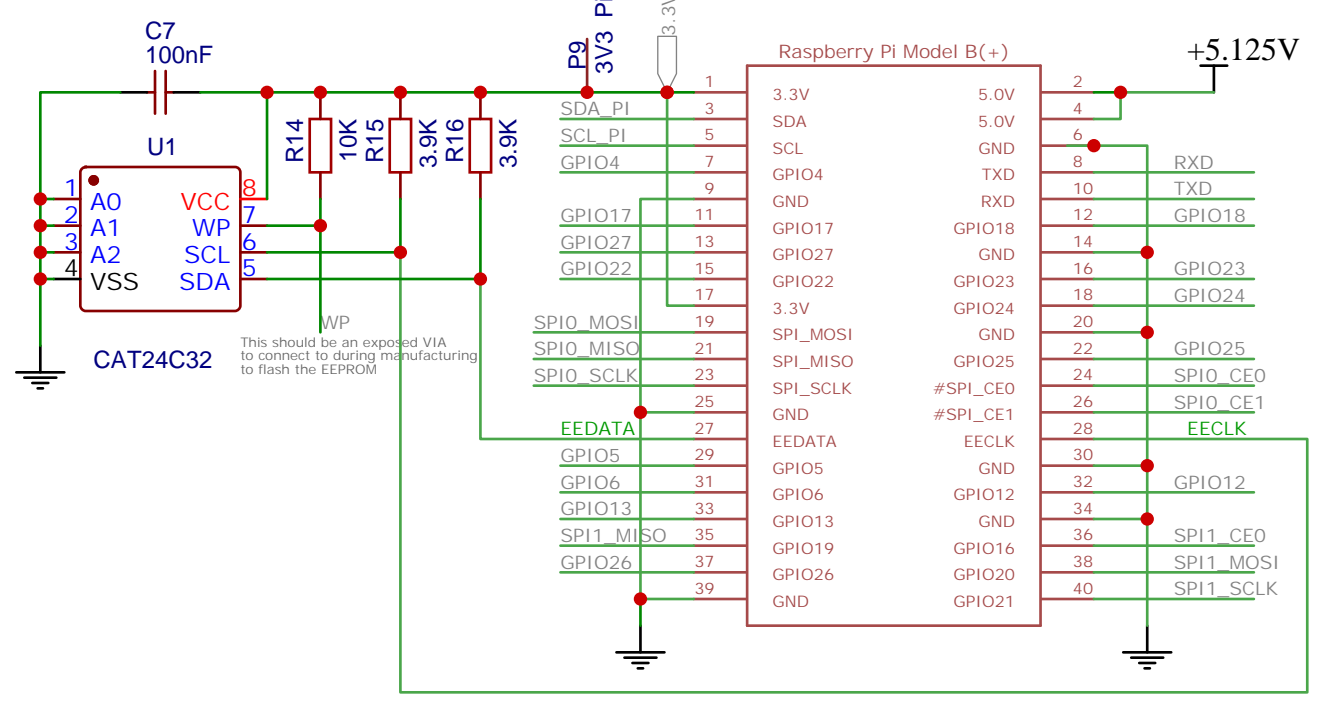 C7
100nF
P9
3V3 Pi
3.3V
Raspberry Pi Model B(+)
+5.125V
R14
10K
R15
3.9K
R16
3.9K
U1
1 A0
2 A1
3 A2
4 VSS
VCC 8
WP 7
SCL 6
SDA 5
CAT24C32
WP
This should be an exposed VIA
to connect to during manufacturing
to flash the EEPROM
1 3.3V 5.0V 2
SDA_PI 3 SDA 5.0V 4
SCL_PI 5 SCL GND 6
GPIO4 7 GPIO4 TXD 8 RXD
9 GND RXD 10 TXD
GPIO17 11 GPIO17 GPIO18 12 GPIO18
GPIO27 13 GPIO27 GND 14
GPIO22 15 GPIO22 GPIO23 16 GPIO23
17 3.3V GPIO24 18 GPIO24
SPI0_MOSI 19 SPI_MOSI GND 20
SPI0_MISO 21 SPI_MISO GPIO25 22 GPIO25
SPI0_SCLK 23 SPI_SCLK #SPI_CE0 24 SPI0_CE0
25 GND #SPI_CE1 26 SPI0_CE1
EEDATA 27 EEDATA EECLK 28 EECLK
GPIO5 29 GPIO5 GND 30
GPIO6 31 GPIO6 GPIO12 32 GPIO12
GPIO13 33 GPIO13 GND 34
SPI1_MISO 35 GPIO19 GPIO16 36 SPI1_CE0
GPIO26 37 GPIO26 GPIO20 38 SPI1_MOSI
39 GND GPIO21 40 SPI1_SCLK